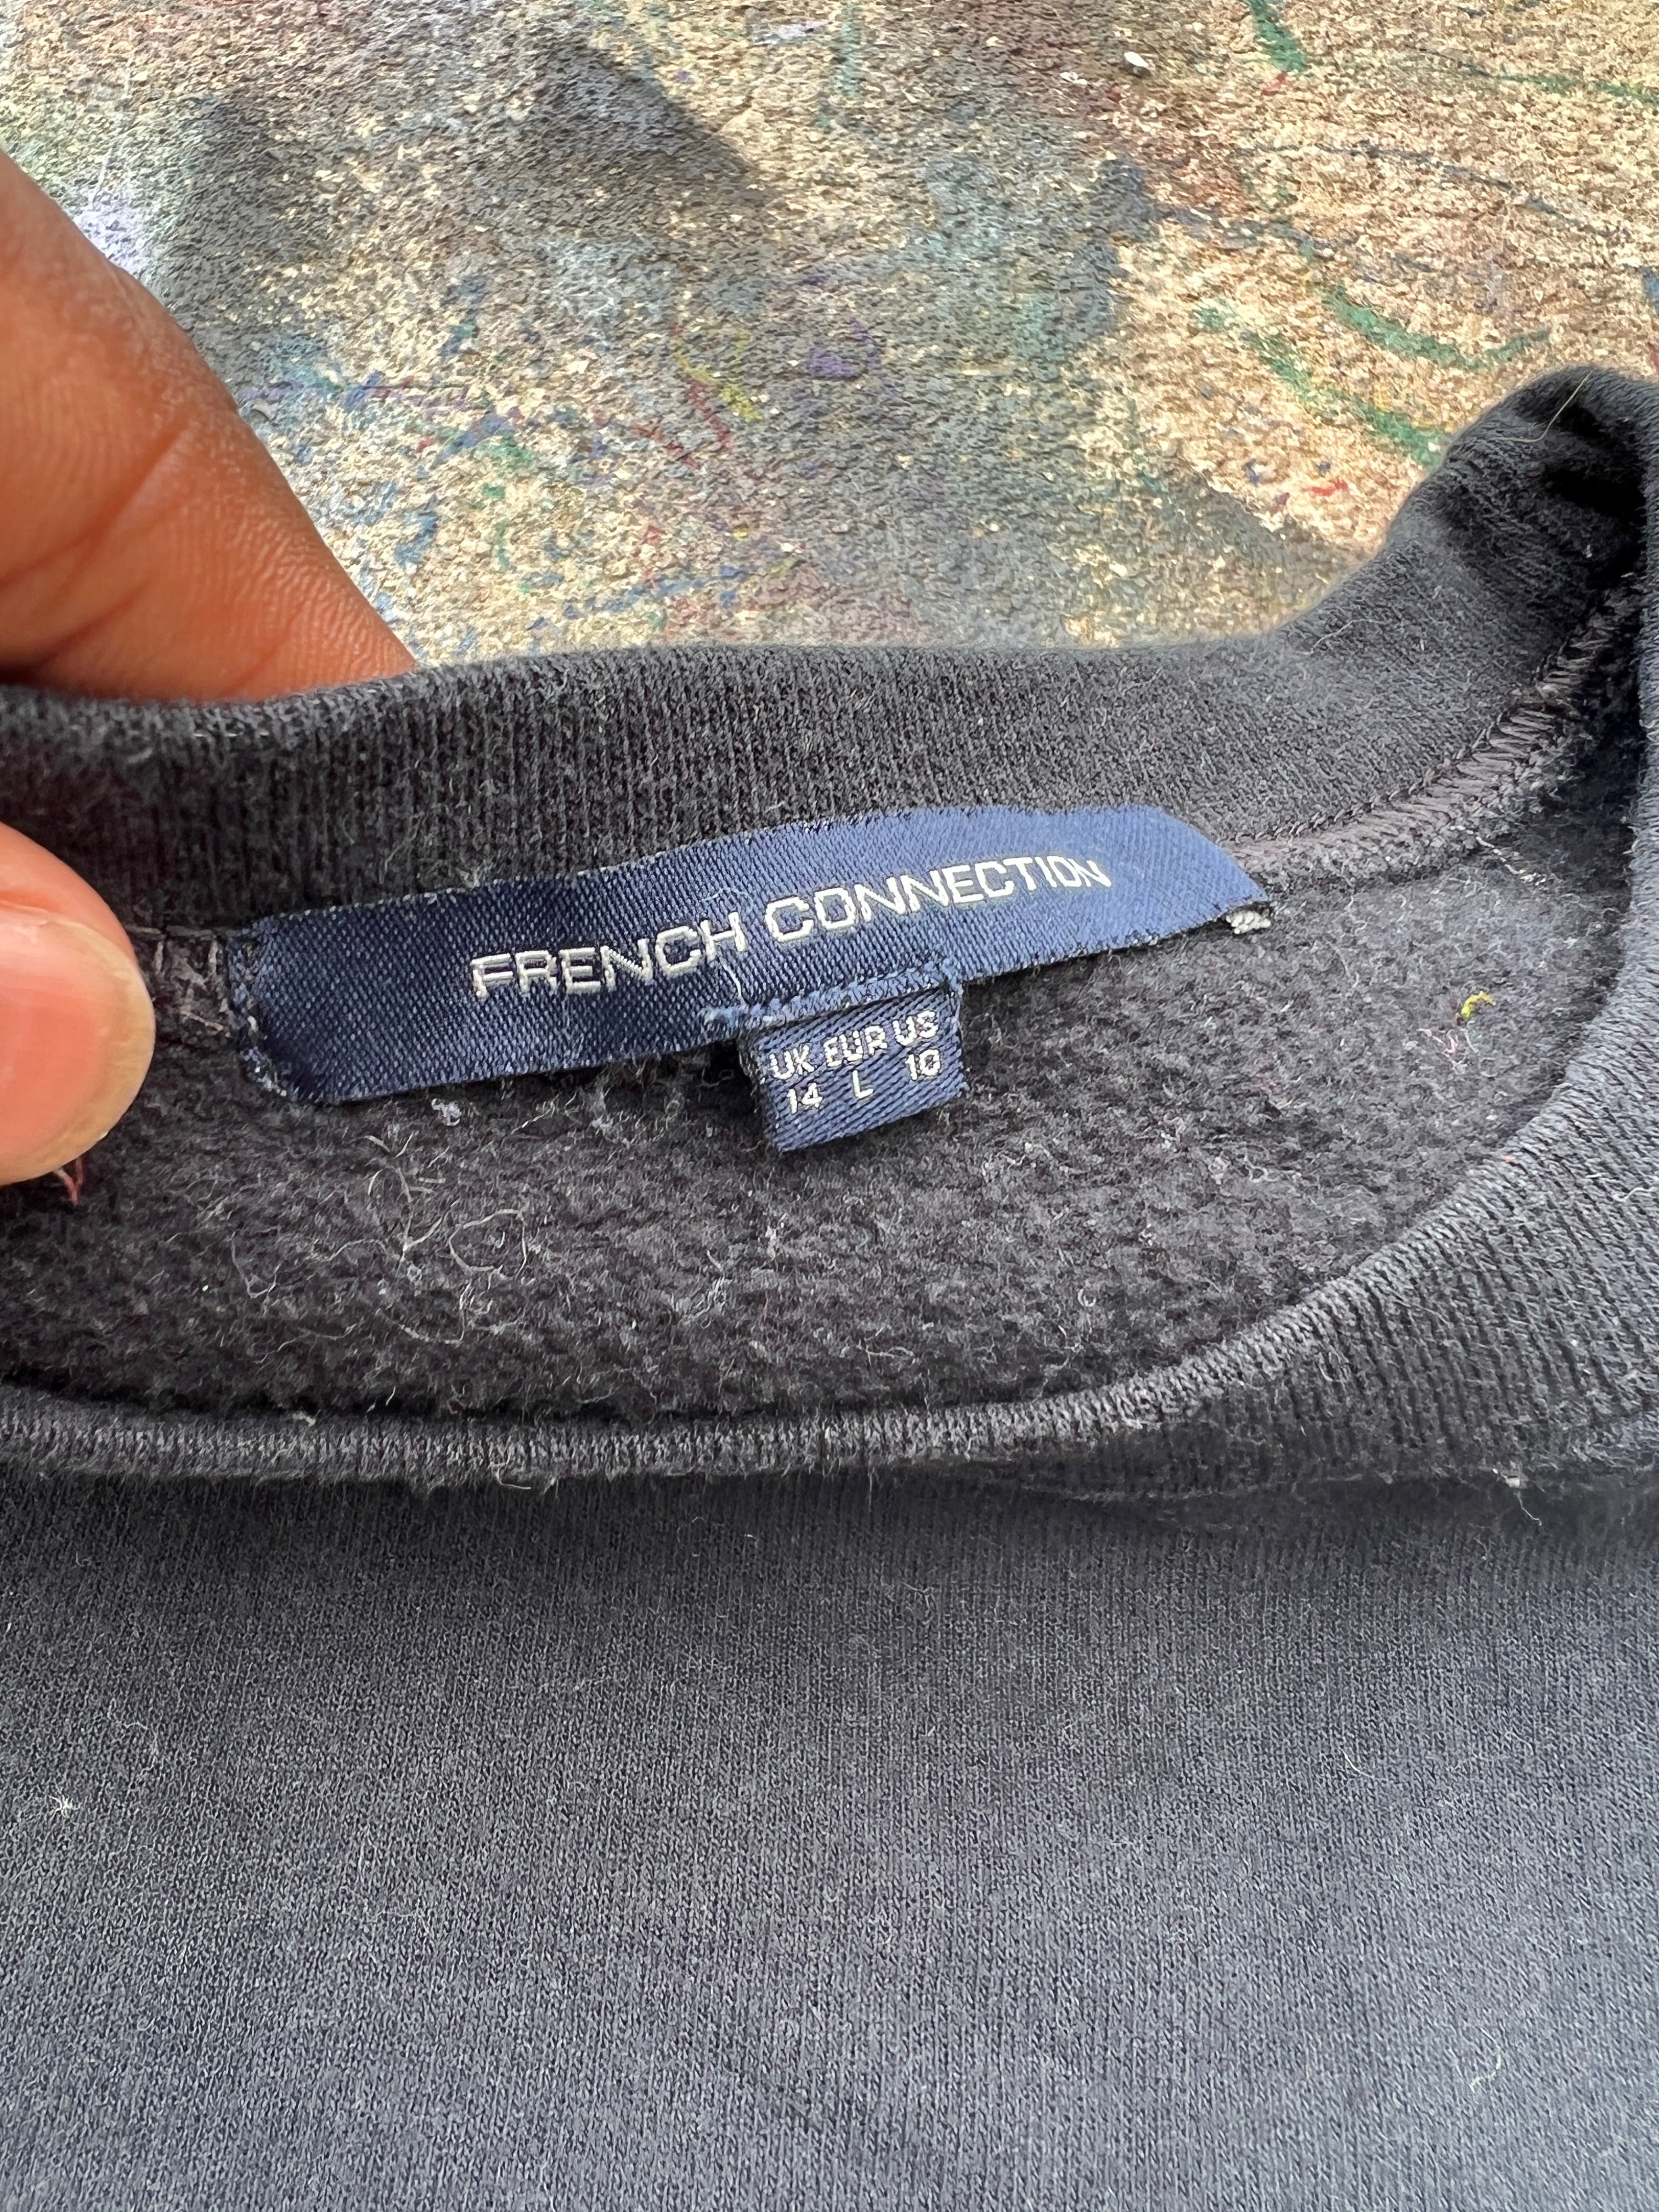 FRENCH CONNECTION
UK EUR US
14 L 10